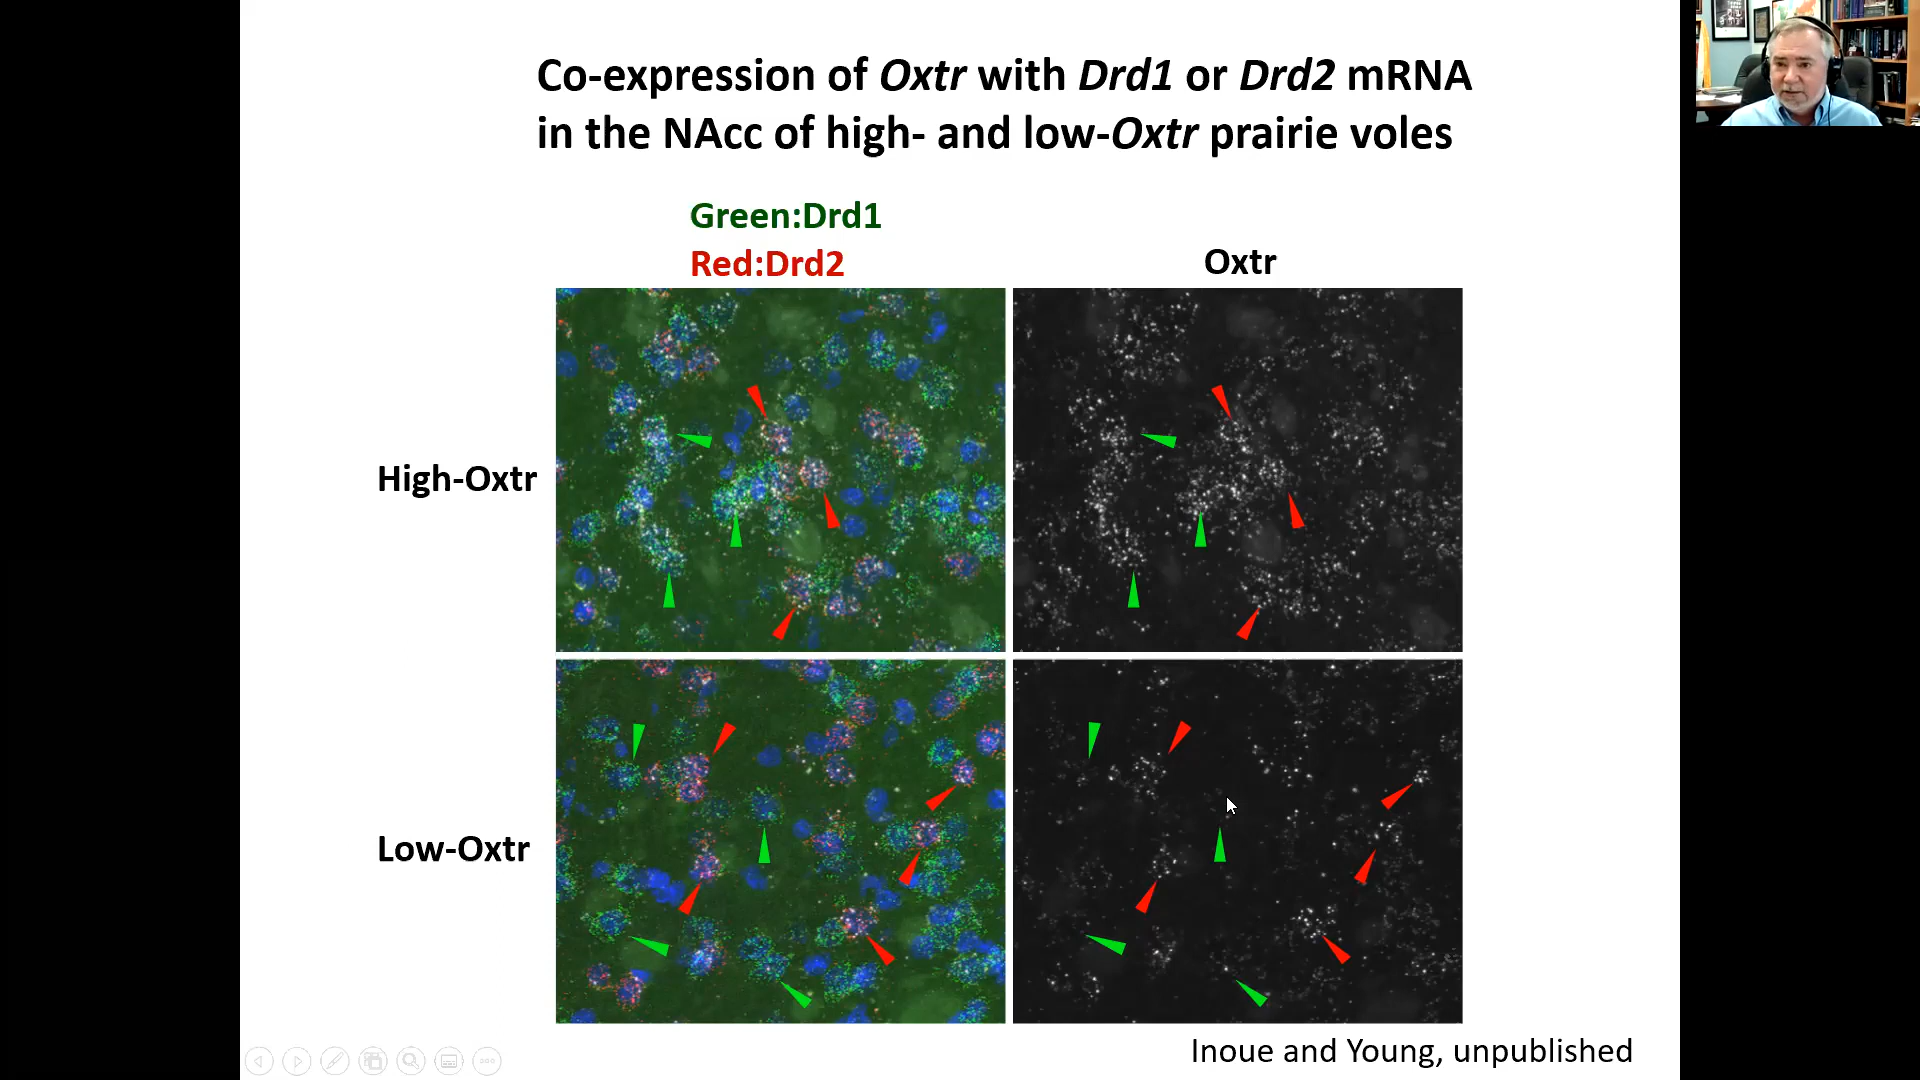 Co-expression of Oxtr with Drd1 or Drd2 mRNA
in the NAcc of high- and low-Oxtr prairie voles
Green:Drd1
Red:Drd2
Oxtr
High-Oxtr
Low-Oxtr
Inoue and Young, unpublished